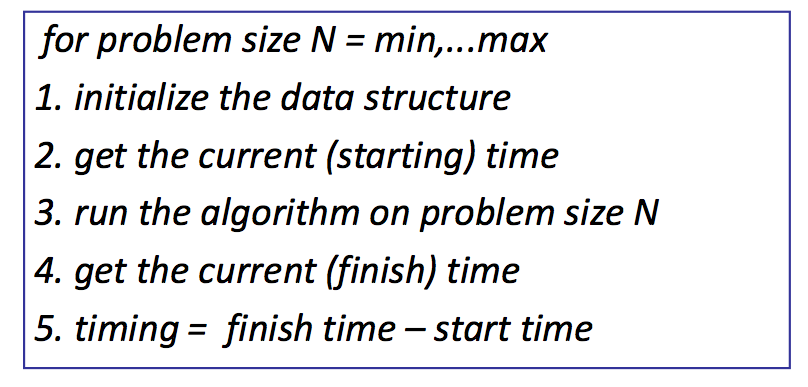 for problem size N = min,...max
1. initialize the data structure
2. get the current (starting) time
3. run the algorithm on problem size N
4. get the current (finish) time
5. timing = finish time – start time